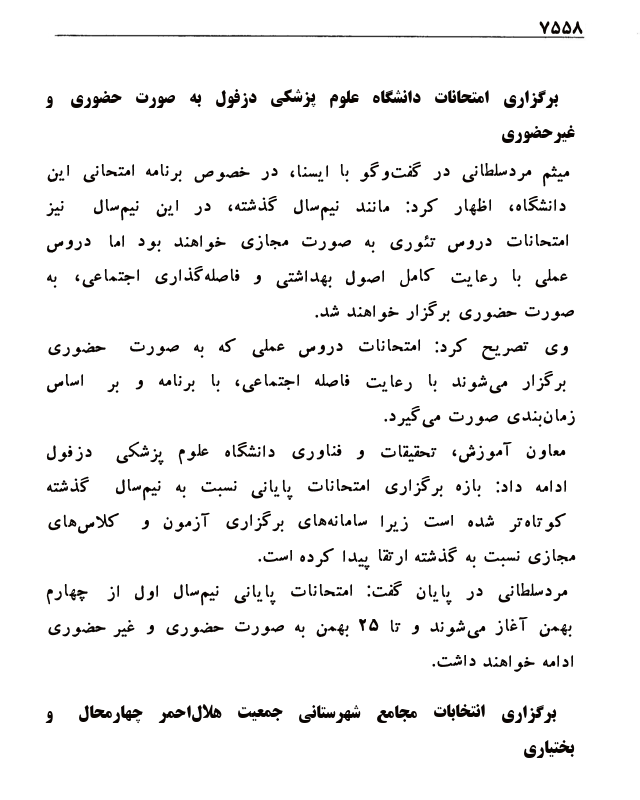 ۷۵۵۸
برگزاری امتحانات دانشگاه علوم پزشکی دزفول به صورت حضوری و
غیرحضوری
میثم مردسلطانی در گفت‌وگو با ایسنا، در خصوص برنامه امتحانی این
دانشگاه، اظهار کرد: مانند نیم‌سال گذشته، در این نیم‌سال نیز
امتحانات دروس تئوری به صورت مجازی خواهند بود اما دروس
عملی با رعایت کامل اصول بهداشتی و فاصله‌گذاری اجتماعی، به
صورت حضوری برگزار خواهند شد.
وی تصریح کرد: امتحانات دروس عملی که به صورت حضوری
برگزار می‌شوند با رعایت فاصله اجتماعی، با برنامه و بر اساس
زمان‌بندی صورت می‌گیرد.
معاون آموزش، تحقیقات و فناوری دانشگاه علوم پزشکی دزفول
ادامه داد: بازه برگزاری امتحانات پایانی نسبت به نیم‌سال گذشته
کوتاه‌تر شده است زیرا سامانه‌های برگزاری آزمون و کلاس‌های
مجازی نسبت به گذشته ارتقا پیدا کرده است.
مردسلطانی در پایان گفت: امتحانات پایانی نیم‌سال اول از چهارم
بهمن آغاز می‌شوند و تا ۲۵ بهمن به صورت حضوری و غیر حضوری
ادامه خواهند داشت.
برگزاری انتخابات مجامع شهرستانی جمعیت هلال‌احمر چهارمحال و
بختیاری